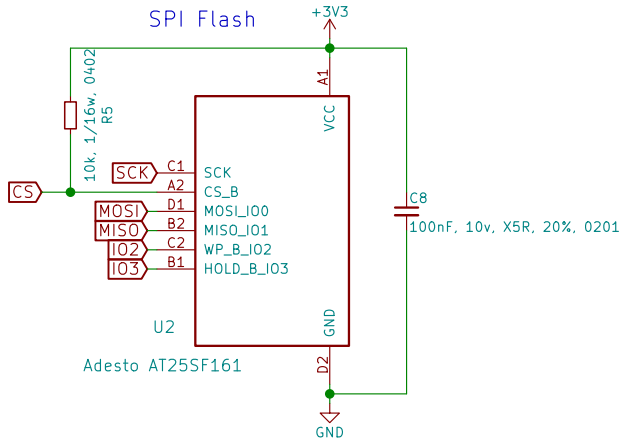 SPI Flash
+3V3
A1
VCC
10k, 1/16w, 0402
R5
SCK
C1
SCK
CS
A2
CS_B
MOSI
D1
MOSI_IO0
MISO
B2
MISO_IO1
IO2
C2
WP_B_IO2
IO3
B1
HOLD_B_IO3
C8
100nF, 10v, X5R, 20%, 0201
GND
D2
U2
Adesto AT25SF161
GND